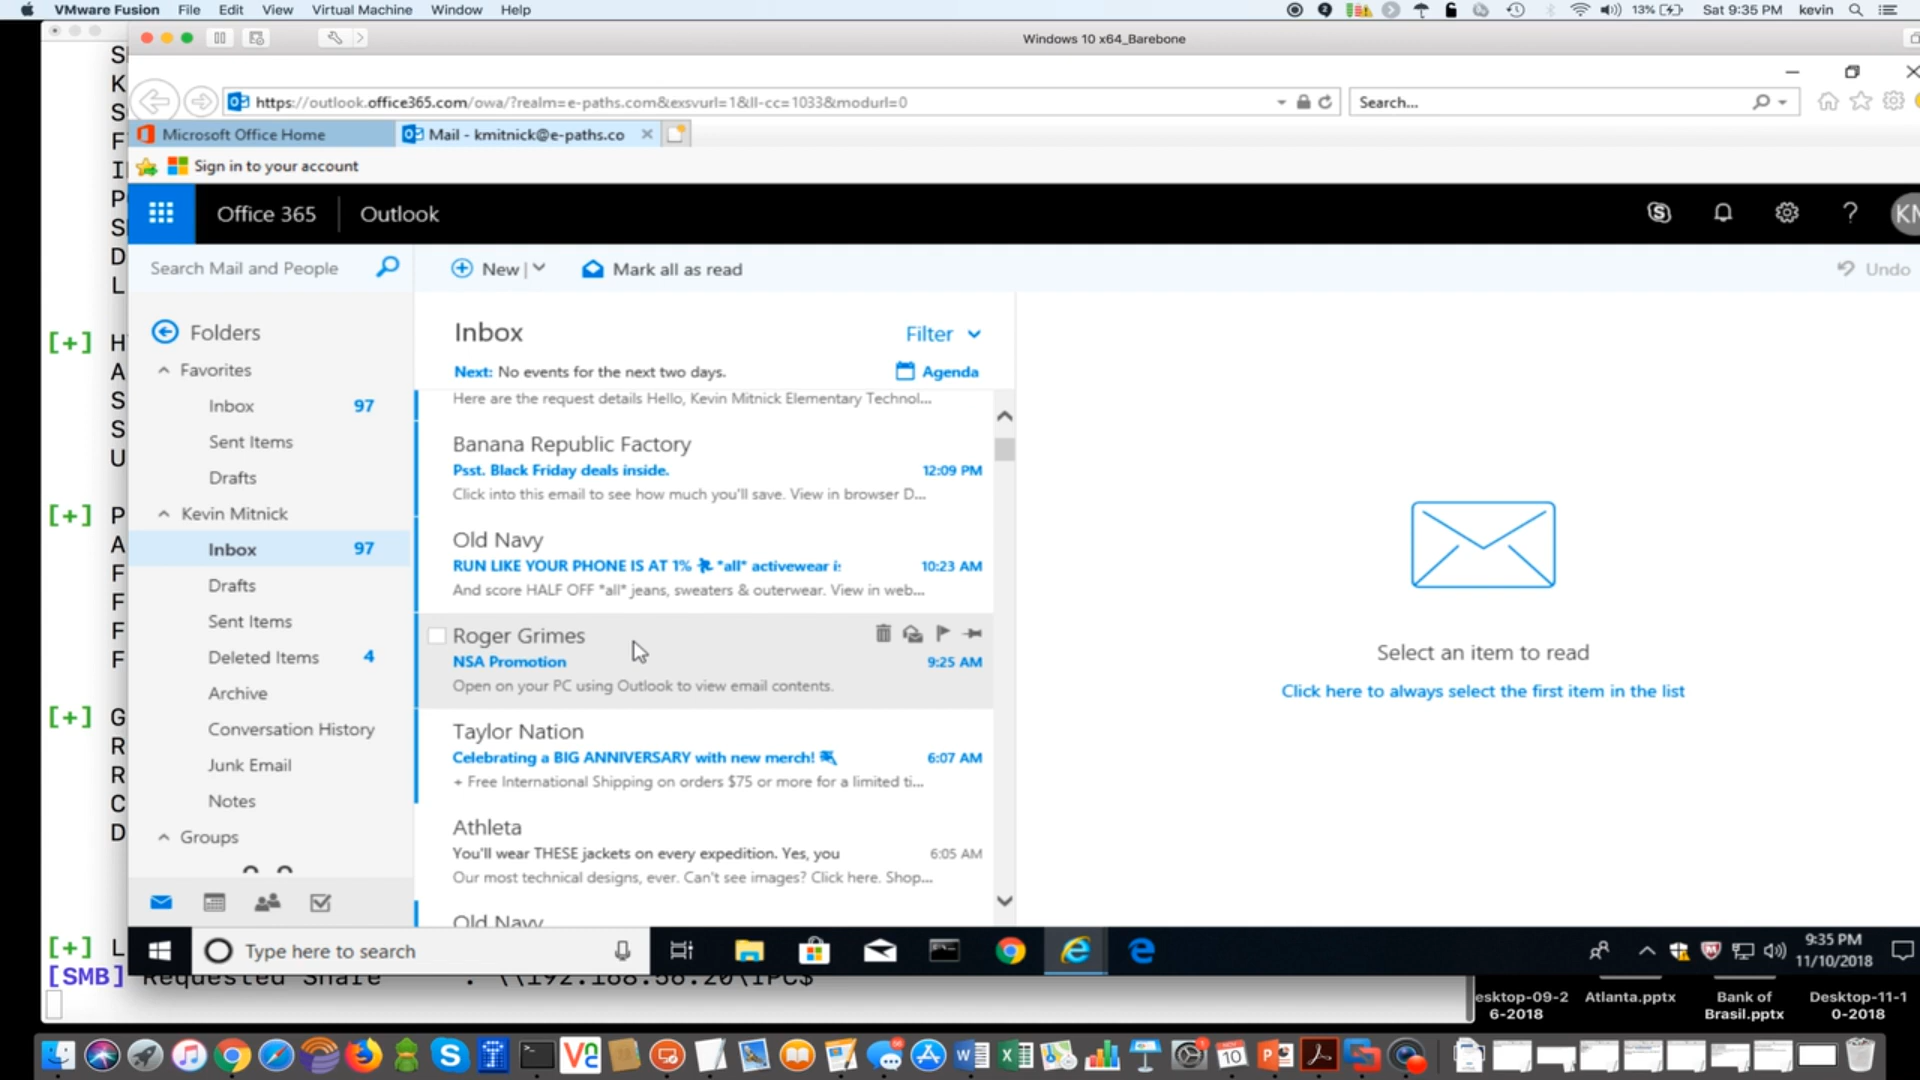 VMware Fusion File Edit View Virtual Machine Window Help 13% Sat 9:35 PM kevin
Windows 10 x64_Barebone
https://outlook.office365.com/owa/?realm=e-paths.com&exsvurl=1&ll-cc=1033&modurl=0 Search...
Microsoft Office Home Mail - kmitnick@e-paths.co
Sign in to your account
Office 365 Outlook KM
Search Mail and People New Mark all as read Undo
Folders
Favorites
Inbox 97
Sent Items
Drafts
Kevin Mitnick
Inbox 97
Drafts
Sent Items
Deleted Items 4
Archive
Conversation History
Junk Email
Notes
Groups
Inbox Filter
Next: No events for the next two days. Agenda
Here are the request details Hello, Kevin Mitnick Elementary Technol...
Banana Republic Factory
Psst. Black Friday deals inside. 12:09 PM
Click into this email to see how much you'll save. View in browser D...
Old Navy
RUN LIKE YOUR PHONE IS AT 1% *all* activewear i: 10:23 AM
And score HALF OFF *all* jeans, sweaters & outerwear. View in web...
Roger Grimes
NSA Promotion 9:25 AM
Open on your PC using Outlook to view email contents.
Taylor Nation
Celebrating a BIG ANNIVERSARY with new merch! 6:07 AM
+ Free International Shipping on orders $75 or more for a limited ti...
Athleta
You'll wear THESE jackets on every expedition. Yes, you 6:05 AM
Our most technical designs, ever. Can't see images? Click here. Shop...
Old Navy
Select an item to read
Click here to always select the first item in the list
S
K
S
F
I
P
S
D
L
[+] H
A
S
S
U
[+] P
A
F
F
F
F
[+] G
R
R
C
D
[+] L
[SMB] Requested Share : \\192.168.56.20\IPC$
Type here to search
9:35 PM
11/10/2018
esktop-09-2
6-2018
Atlanta.pptx
Bank of
Brasil.pptx
Desktop-11-1
0-2018